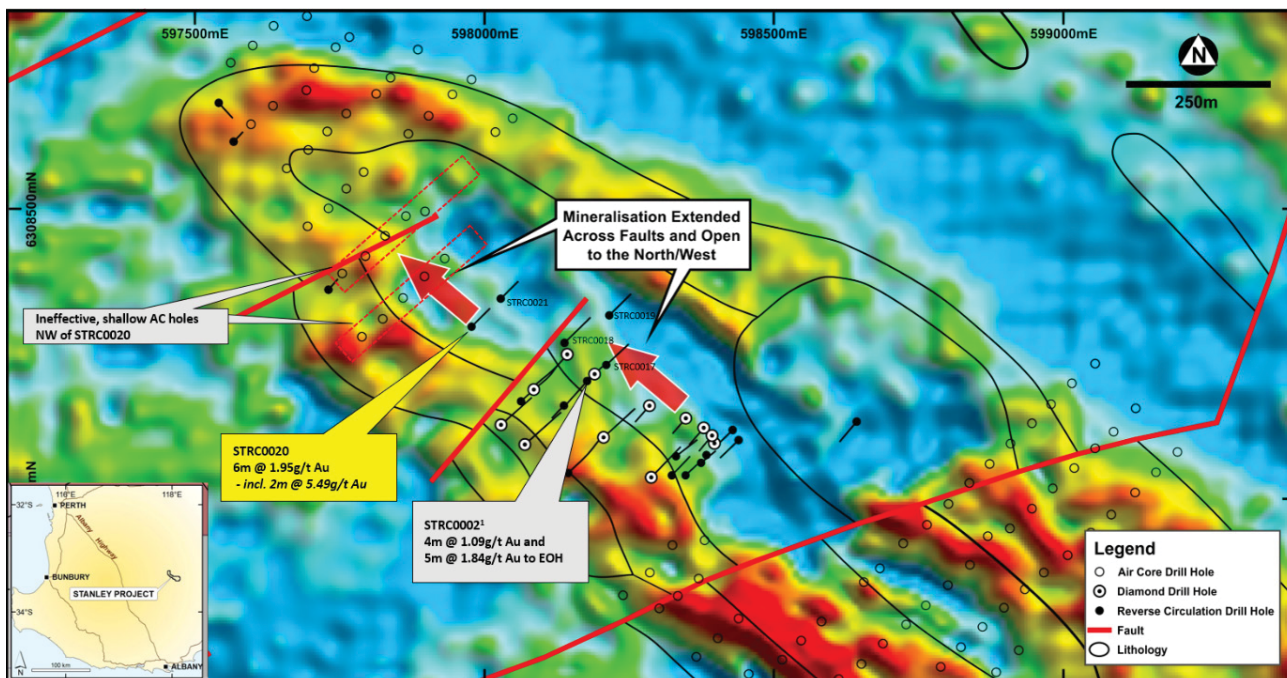 597500mE
598000mE
598500mE
599000mE
N
250m
6308500mN
Mineralisation Extended
Across Faults and Open
to the North/West
STRC0021
STRC0019
Ineffective, shallow AC holes
NW of STRC0020
STRC0018
STRC0017
STRC0020
6m @ 1.95g/t Au
- incl. 2m @ 5.49g/t Au
mN
STRC0002¹
4m @ 1.09g/t Au and
5m @ 1.84g/t Au to EOH
116°E
118°E
32°S
PERTH
Albany Highway
BUNBURY
STANLEY PROJECT
34°S
100 km
N
ALBANY
Legend
Air Core Drill Hole
Diamond Drill Hole
Reverse Circulation Drill Hole
Fault
Lithology